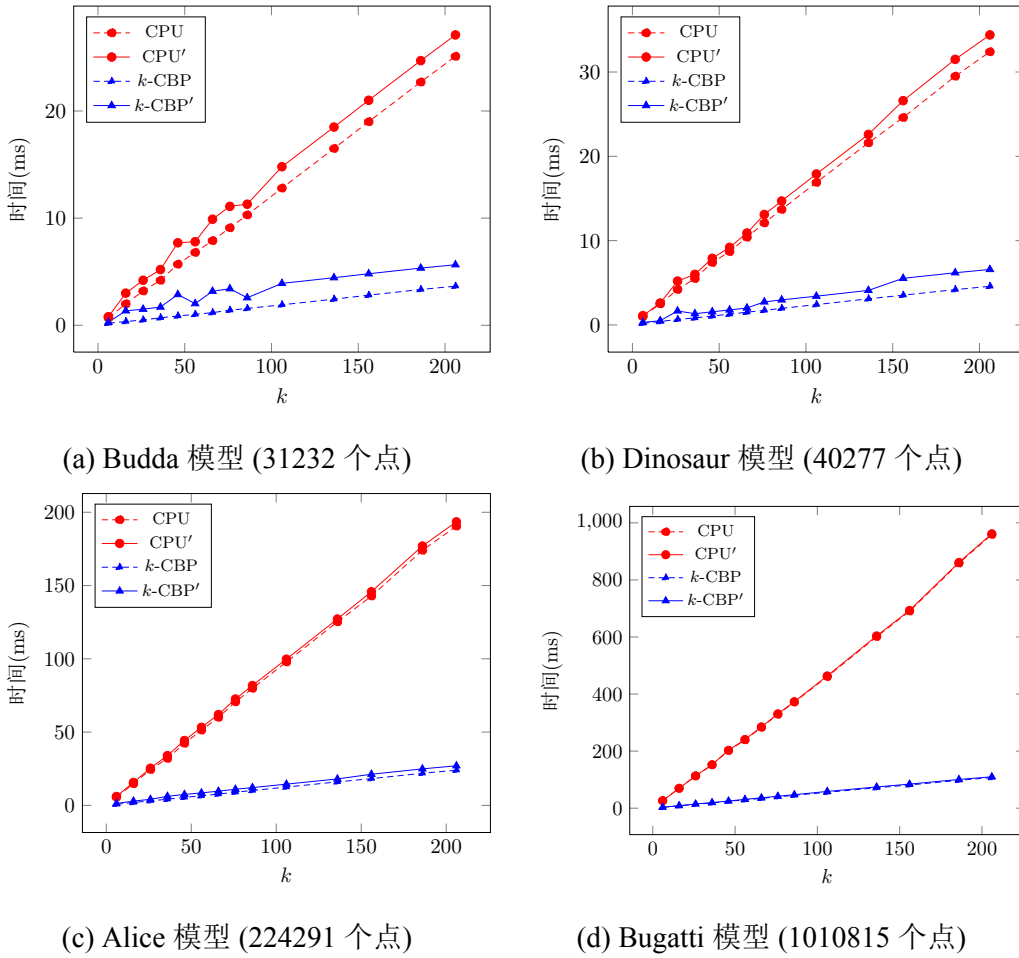 CPU
CPU′
k-CBP
k-CBP′
时间(ms)
20
10
0
0 50 100 150 200
k
(a) Budda 模型 (31232 个点)
CPU
CPU′
k-CBP
k-CBP′
时间(ms)
30
20
10
0
0 50 100 150 200
k
(b) Dinosaur 模型 (40277 个点)
CPU
CPU′
k-CBP
k-CBP′
时间(ms)
200
150
100
50
0
0 50 100 150 200
k
(c) Alice 模型 (224291 个点)
CPU
CPU′
k-CBP
k-CBP′
时间(ms)
1,000
800
600
400
200
0
0 50 100 150 200
k
(d) Bugatti 模型 (1010815 个点)